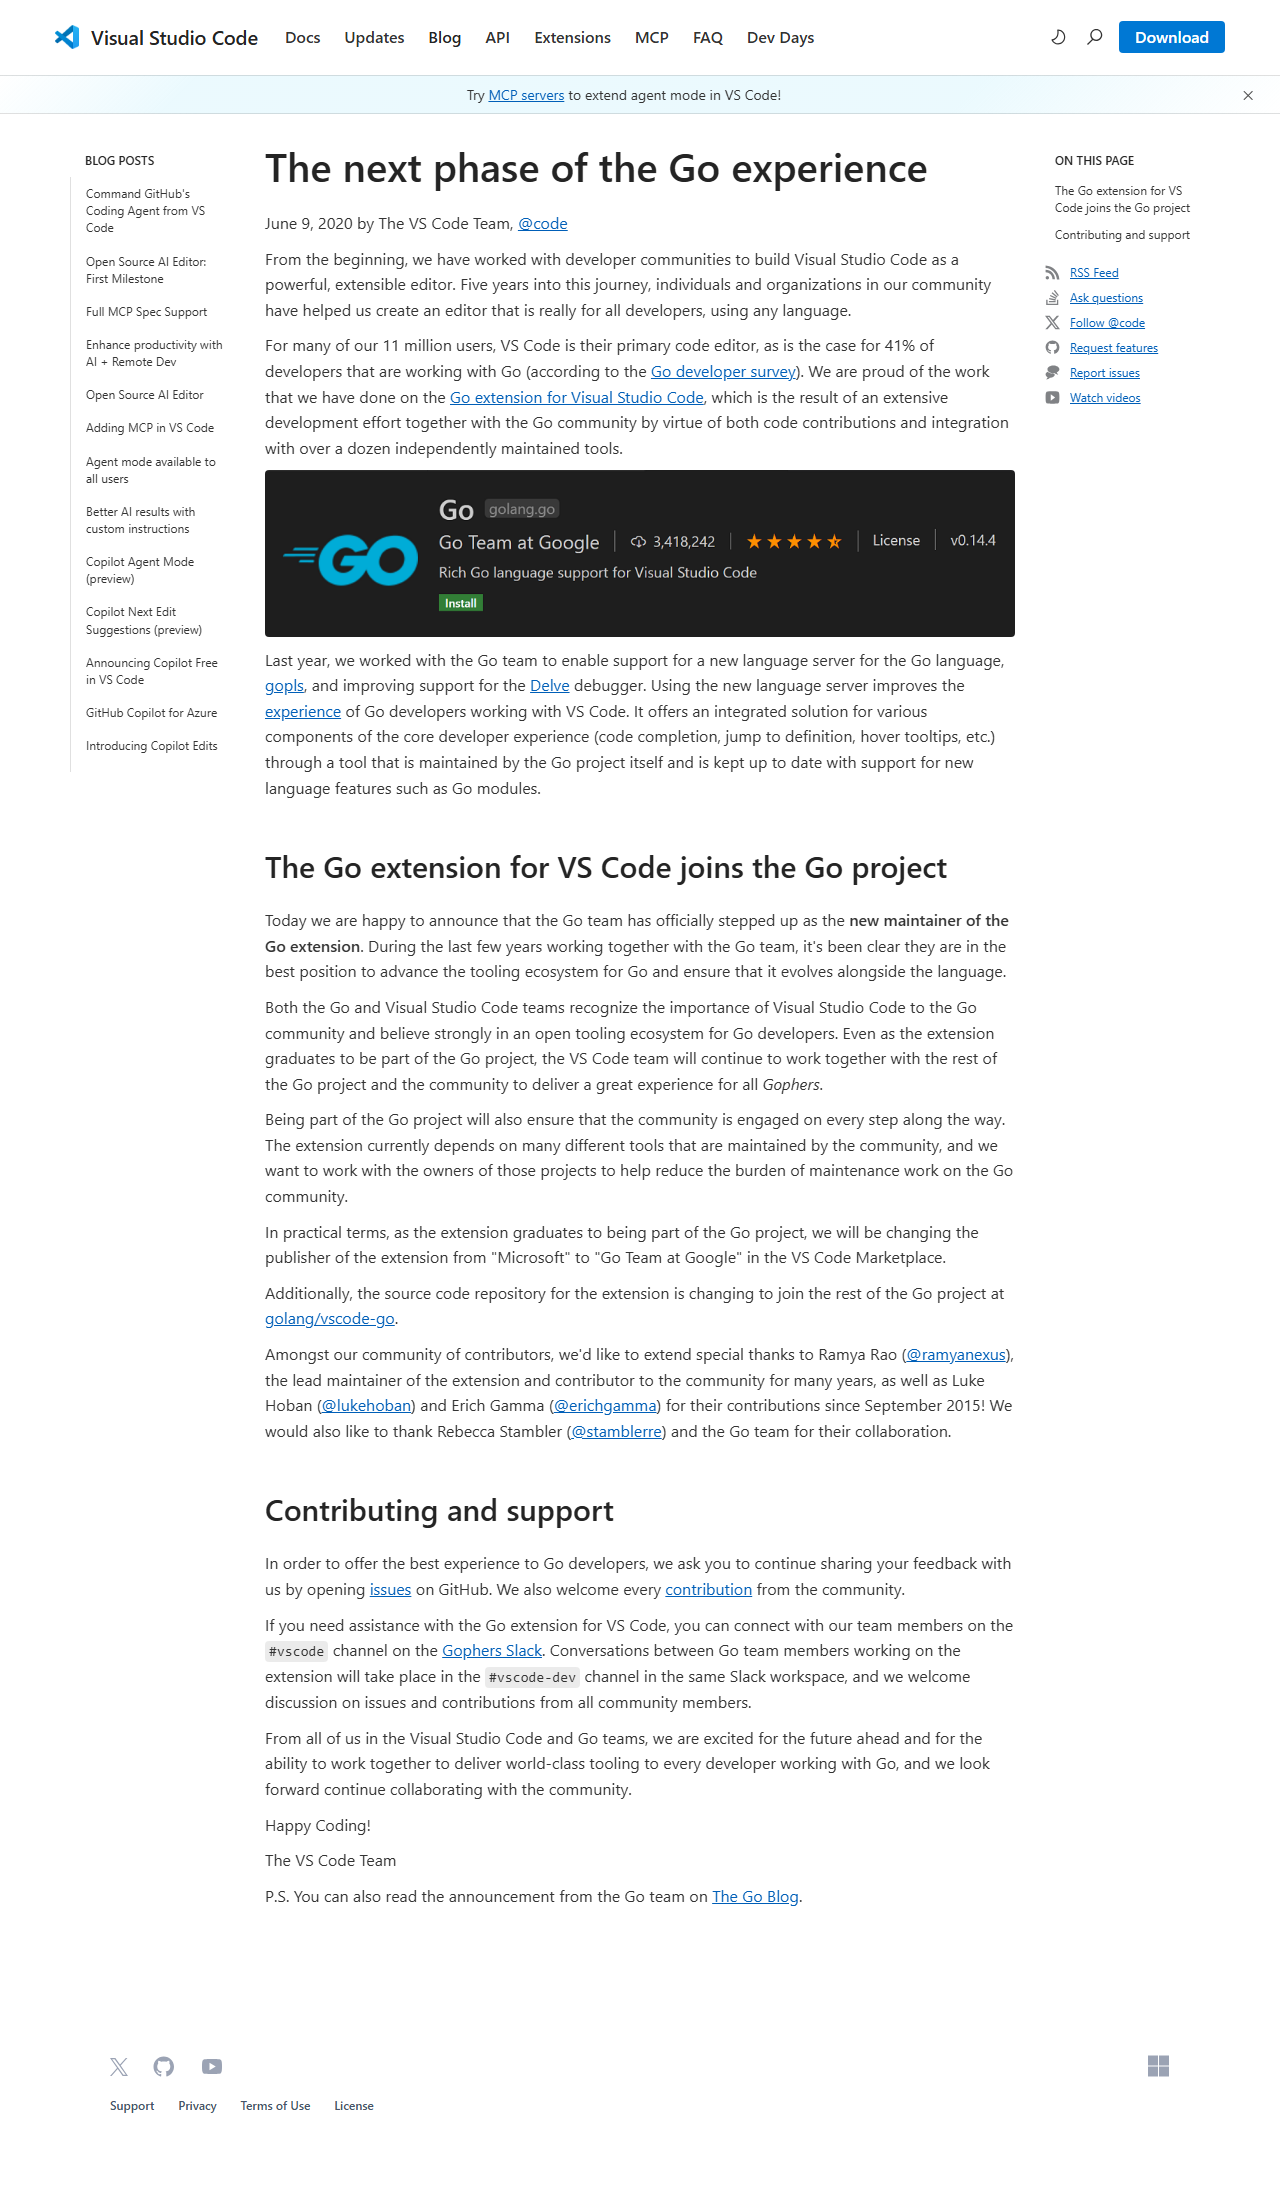 Visual Studio Code Docs Updates Blog API Extensions MCP FAQ Dev Days Download
Try MCP servers to extend agent mode in VS Code!
BLOG POSTS
Command GitHub's
Coding Agent from VS
Code
Open Source AI Editor:
First Milestone
Full MCP Spec Support
Enhance productivity with
AI + Remote Dev
Open Source AI Editor
Adding MCP in VS Code
Agent mode available to
all users
Better AI results with
custom instructions
Copilot Agent Mode
(preview)
Copilot Next Edit
Suggestions (preview)
Announcing Copilot Free
in VS Code
GitHub Copilot for Azure
Introducing Copilot Edits
The next phase of the Go experience
June 9, 2020 by The VS Code Team, @code
From the beginning, we have worked with developer communities to build Visual Studio Code as a
powerful, extensible editor. Five years into this journey, individuals and organizations in our community
have helped us create an editor that is really for all developers, using any language.
For many of our 11 million users, VS Code is their primary code editor, as is the case for 41% of
developers that are working with Go (according to the Go developer survey). We are proud of the work
that we have done on the Go extension for Visual Studio Code, which is the result of an extensive
development effort together with the Go community by virtue of both code contributions and integration
with over a dozen independently maintained tools.
GO
Go golang.go
Go Team at Google 3,418,242 License v0.14.4
Rich Go language support for Visual Studio Code
Install
Last year, we worked with the Go team to enable support for a new language server for the Go language,
gopls, and improving support for the Delve debugger. Using the new language server improves the
experience of Go developers working with VS Code. It offers an integrated solution for various
components of the core developer experience (code completion, jump to definition, hover tooltips, etc.)
through a tool that is maintained by the Go project itself and is kept up to date with support for new
language features such as Go modules.
The Go extension for VS Code joins the Go project
Today we are happy to announce that the Go team has officially stepped up as the new maintainer of the
Go extension. During the last few years working together with the Go team, it's been clear they are in the
best position to advance the tooling ecosystem for Go and ensure that it evolves alongside the language.
Both the Go and Visual Studio Code teams recognize the importance of Visual Studio Code to the Go
community and believe strongly in an open tooling ecosystem for Go developers. Even as the extension
graduates to be part of the Go project, the VS Code team will continue to work together with the rest of
the Go project and the community to deliver a great experience for all Gophers.
Being part of the Go project will also ensure that the community is engaged on every step along the way.
The extension currently depends on many different tools that are maintained by the community, and we
want to work with the owners of those projects to help reduce the burden of maintenance work on the Go
community.
In practical terms, as the extension graduates to being part of the Go project, we will be changing the
publisher of the extension from "Microsoft" to "Go Team at Google" in the VS Code Marketplace.
Additionally, the source code repository for the extension is changing to join the rest of the Go project at
golang/vscode-go.
Amongst our community of contributors, we'd like to extend special thanks to Ramya Rao (@ramyanexus),
the lead maintainer of the extension and contributor to the community for many years, as well as Luke
Hoban (@lukehoban) and Erich Gamma (@erichgamma) for their contributions since September 2015! We
would also like to thank Rebecca Stambler (@stamblerre) and the Go team for their collaboration.
Contributing and support
In order to offer the best experience to Go developers, we ask you to continue sharing your feedback with
us by opening issues on GitHub. We also welcome every contribution from the community.
If you need assistance with the Go extension for VS Code, you can connect with our team members on the
#vscode channel on the Gophers Slack. Conversations between Go team members working on the
extension will take place in the #vscode-dev channel in the same Slack workspace, and we welcome
discussion on issues and contributions from all community members.
From all of us in the Visual Studio Code and Go teams, we are excited for the future ahead and for the
ability to work together to deliver world-class tooling to every developer working with Go, and we look
forward continue collaborating with the community.
Happy Coding!
The VS Code Team
P.S. You can also read the announcement from the Go team on The Go Blog.
ON THIS PAGE
The Go extension for VS
Code joins the Go project
Contributing and support
RSS Feed
Ask questions
Follow @code
Request features
Report issues
Watch videos
Support Privacy Terms of Use License